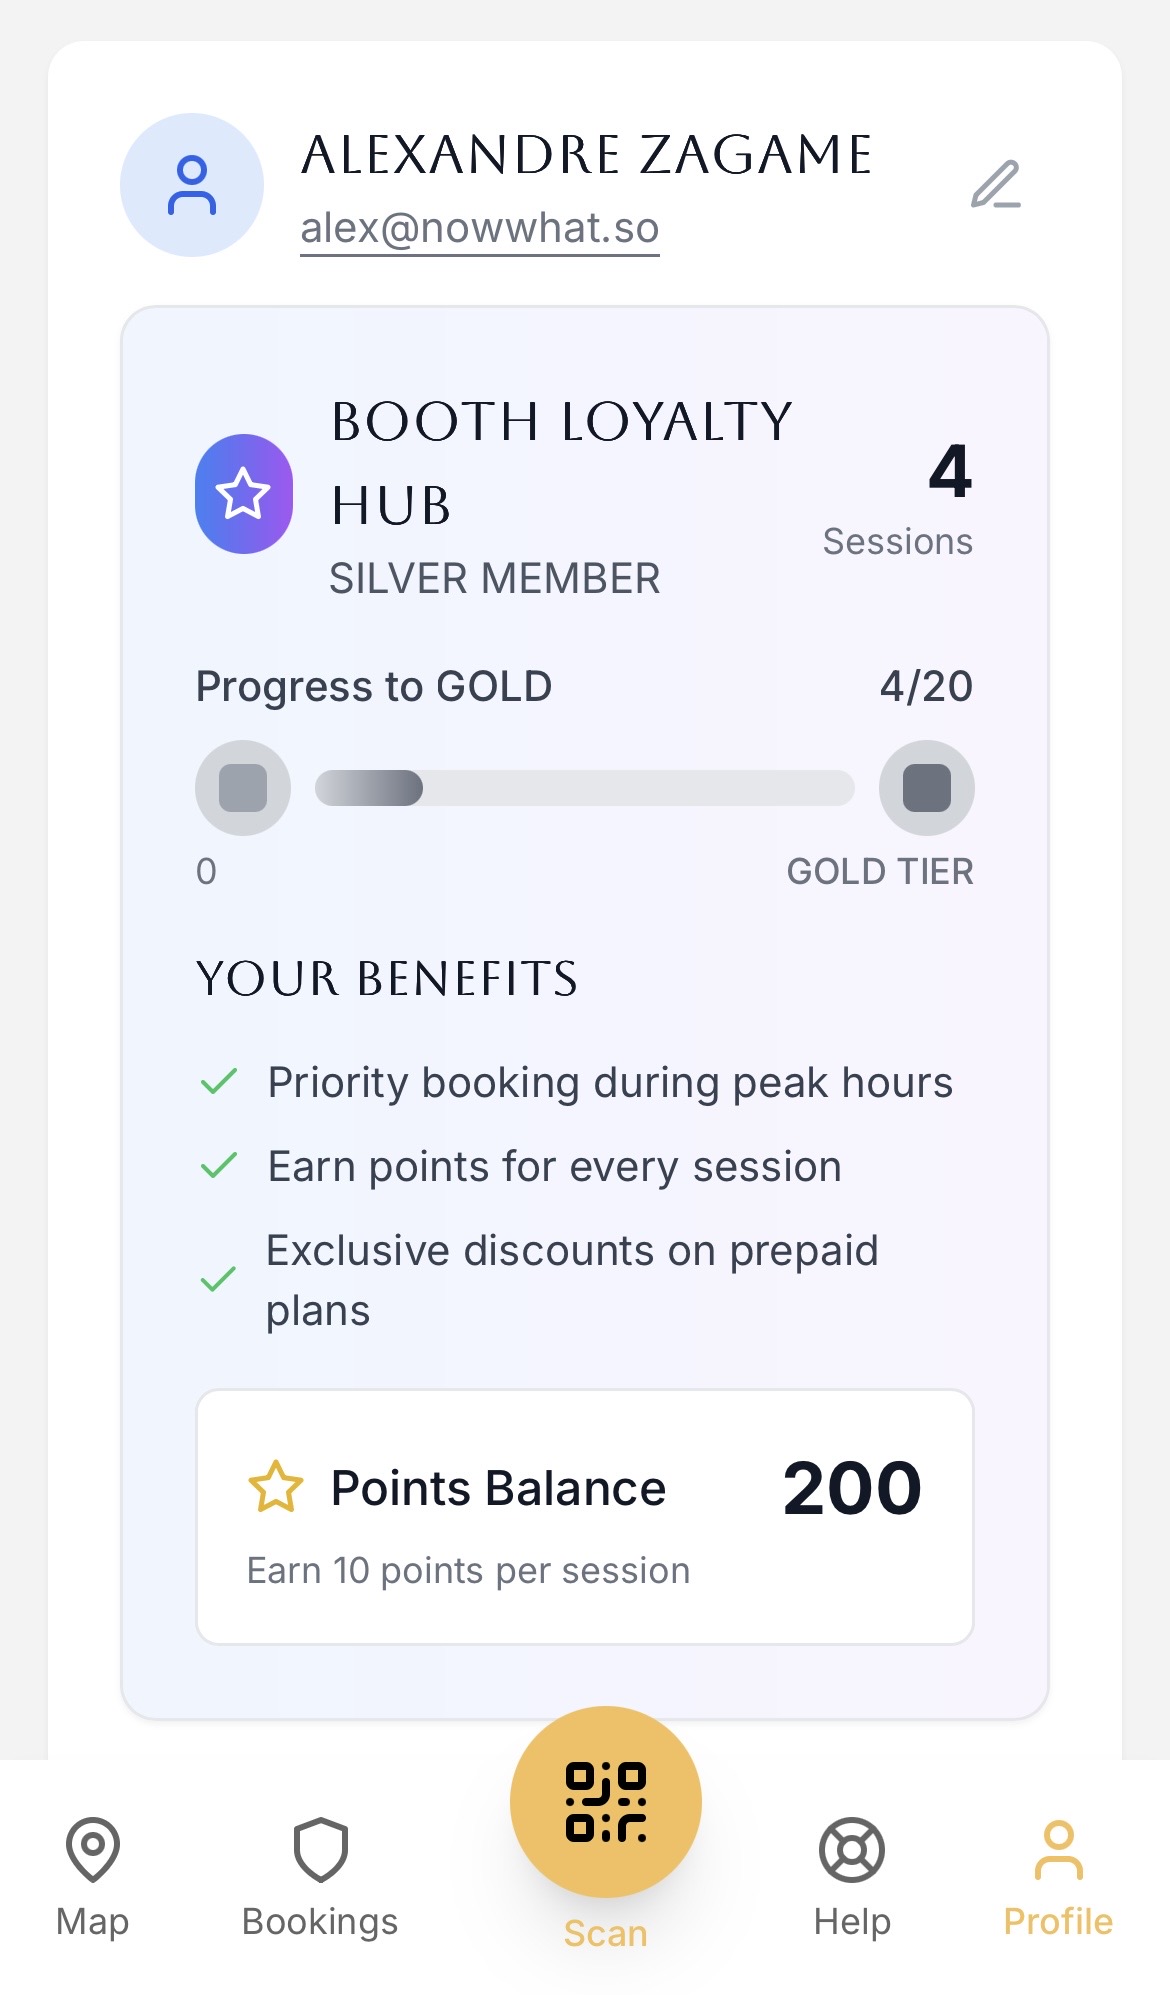 ALEXANDRE ZAGAME
alex@nowwhat.so
BOOTH LOYALTY
HUB
SILVER MEMBER
4
Sessions
Progress to GOLD
4/20
0
GOLD TIER
YOUR BENEFITS
Priority booking during peak hours
Earn points for every session
Exclusive discounts on prepaid
plans
Points Balance
200
Earn 10 points per session
Map
Bookings
Scan
Help
Profile